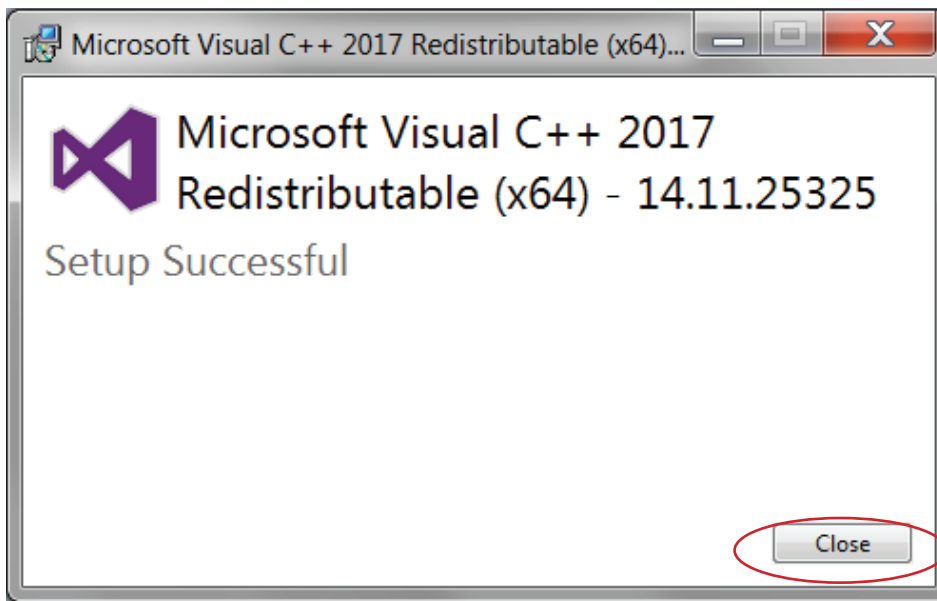 Microsoft Visual C++ 2017 Redistributable (x64)...
Microsoft Visual C++ 2017
Redistributable (x64) - 14.11.25325
Setup Successful
Close